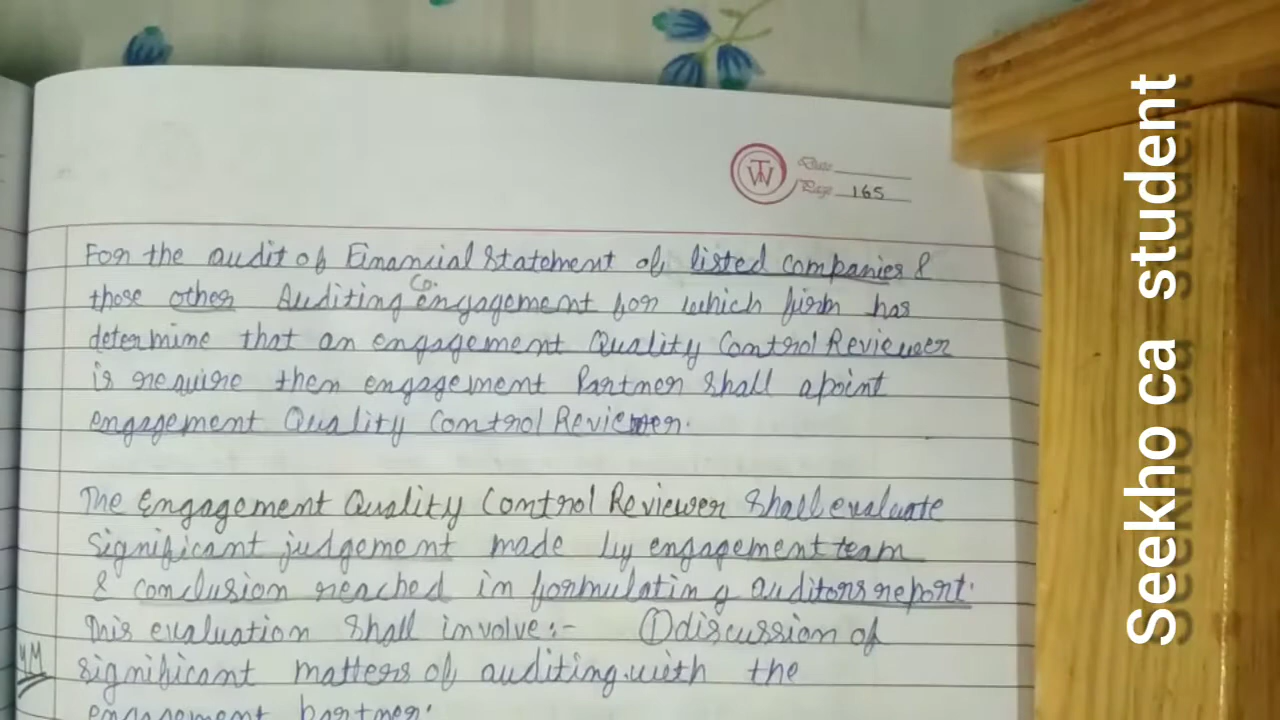 Date
Page 165
For the audit of Financial Statement of listed companies &
those other Auditing Co. engagement for which firm has
determine that an engagement Quality Control Reviewer
is require then engagement Partner shall apoint
engagement Quality Control Reviewer.
The Engagement Quality Control Reviewer Shall evaluate
Significant judgement made by engagement team
& conclusion reached in formulating auditors report.
This evaluation Shall involve:- ① discussion of
significant matters of auditing with the
engagement partner.
Seekho ca student